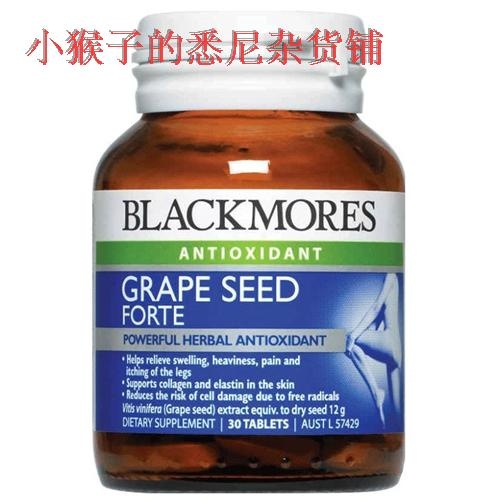 小猴子的悉尼杂货铺
BLACKMORES
ANTIOXIDANT
GRAPE SEED
FORTE
POWERFUL HERBAL ANTIOXIDANT
• Helps relieve swelling, heaviness, pain and
itching of the legs
• Supports collagen and elastin in the skin
• Reduces the risk of cell damage due to free radicals
Vitis vinifera (Grape seed) extract equiv. to dry seed 12 g
DIETARY SUPPLEMENT | 30 TABLETS | AUST L 57429